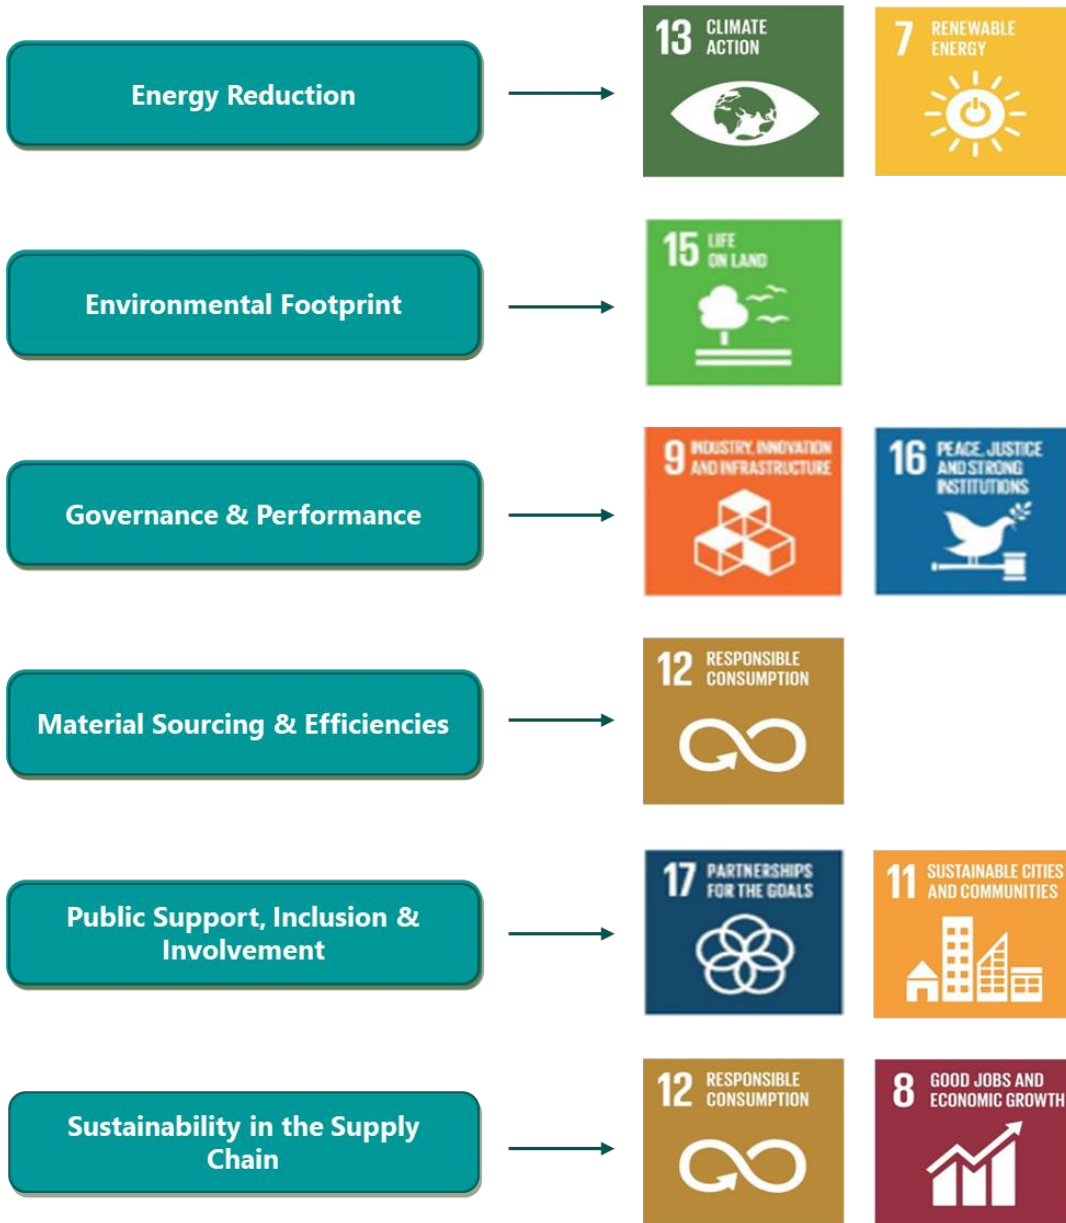 Energy Reduction
13 CLIMATE
ACTION
7 RENEWABLE
ENERGY
Environmental Footprint
15 LIFE
ON LAND
Governance & Performance
9 INDUSTRY, INNOVATION
AND INFRASTRUCTURE
16 PEACE, JUSTICE
AND STRONG
INSTITUTIONS
Material Sourcing & Efficiencies
12 RESPONSIBLE
CONSUMPTION
Public Support, Inclusion &
Involvement
17 PARTNERSHIPS
FOR THE GOALS
11 SUSTAINABLE CITIES
AND COMMUNITIES
Sustainability in the Supply
Chain
12 RESPONSIBLE
CONSUMPTION
8 GOOD JOBS AND
ECONOMIC GROWTH